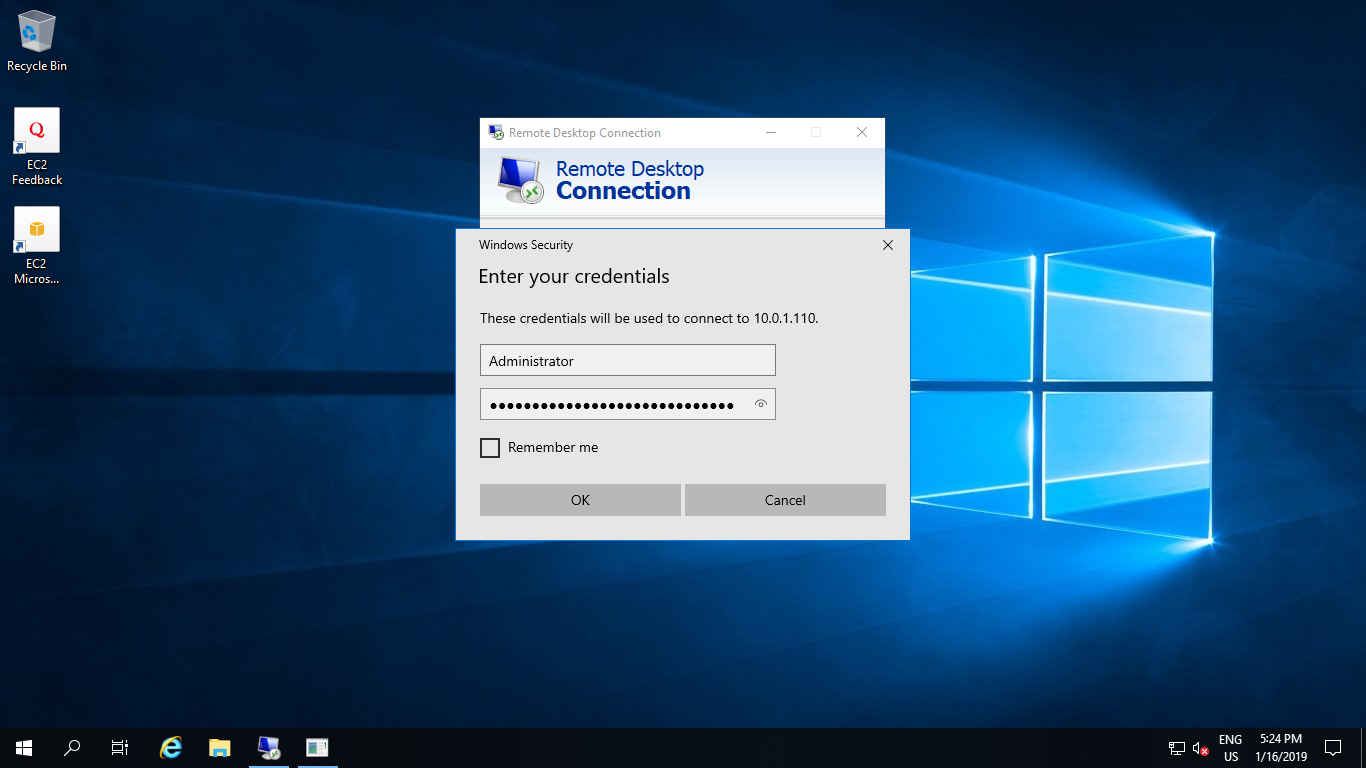 Recycle Bin
Q
EC2
Feedback
EC2
Micros...
Remote Desktop Connection
Remote Desktop
Connection
Windows Security
Enter your credentials
These credentials will be used to connect to 10.0.1.110.
Administrator
Remember me
OK
Cancel
ENG
US
5:24 PM
1/16/2019